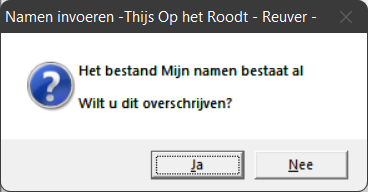 Namen invoeren -Thijs Op het Roodt - Reuver -
Het bestand Mijn namen bestaat al
Wilt u dit overschrijven?
Ja
Nee